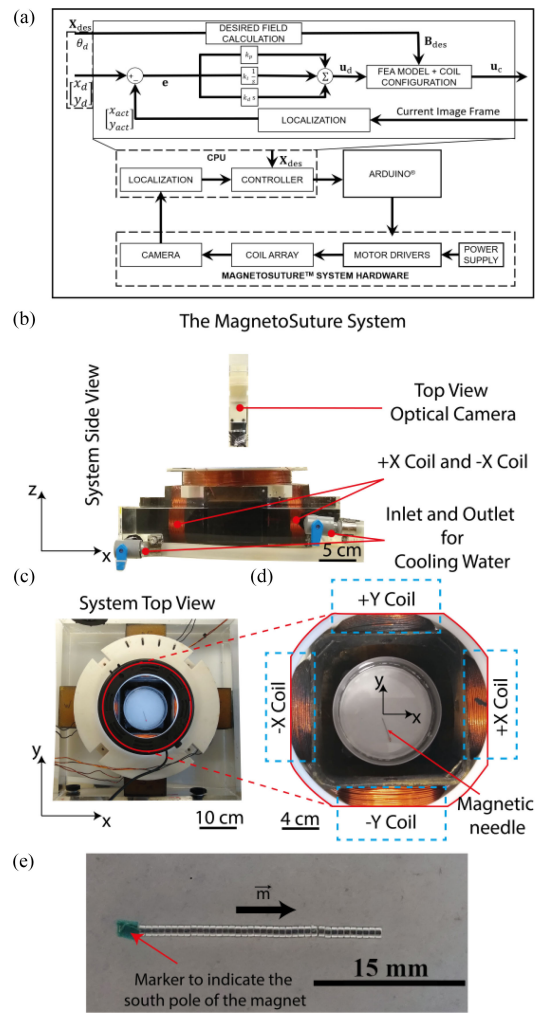 (a)
X_des
θ_d
DESIRED FIELD
CALCULATION
B_des
[x_d
y_d]
+
-
e
k_p
k_i 1/s
k_d s
Σ
u_d
FEA MODEL + COIL
CONFIGURATION
u_c
[x_act
y_act]
LOCALIZATION
Current Image Frame
CPU
X_des
LOCALIZATION
CONTROLLER
ARDUINO®
CAMERA
COIL ARRAY
MOTOR DRIVERS
POWER
SUPPLY
MAGNETOSUTURE™ SYSTEM HARDWARE
(b)
The MagnetoSuture System
System Side View
Top View
Optical Camera
+X Coil and -X Coil
Inlet and Outlet
for
Cooling Water
z
x
5 cm
(c)
System Top View
y
x
10 cm
(d)
+Y Coil
-X Coil
+X Coil
y
x
-Y Coil
4 cm
Magnetic
needle
(e)
m⃗
Marker to indicate the
south pole of the magnet
15 mm